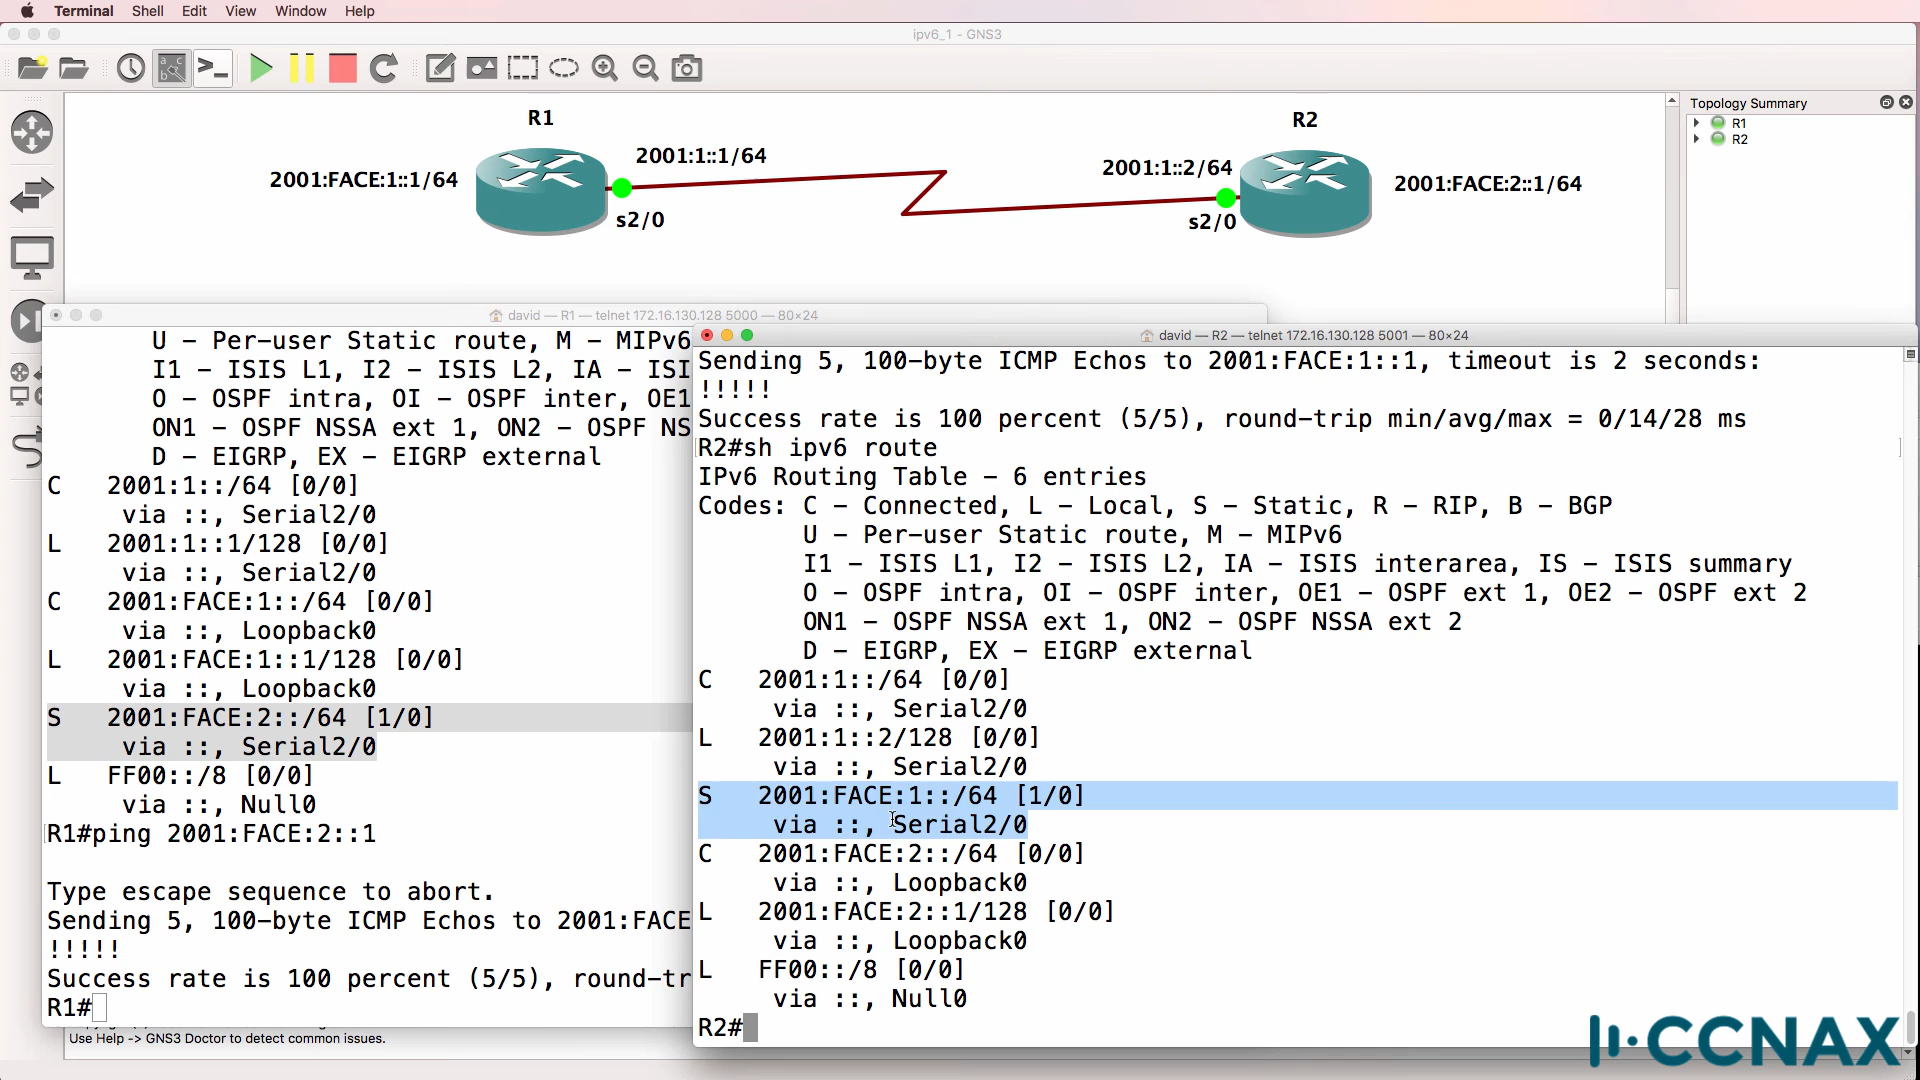 Terminal Shell Edit View Window Help
ipv6_1 - GNS3
R1
R2
2001:1::1/64
2001:1::2/64
2001:FACE:1::1/64
2001:FACE:2::1/64
s2/0
s2/0
Topology Summary
R1
R2
david — R1 — telnet 172.16.130.128 5000 — 80×24
U - Per-user Static route, M - MIPv6
I1 - ISIS L1, I2 - ISIS L2, IA - ISI
O - OSPF intra, OI - OSPF inter, OE1
ON1 - OSPF NSSA ext 1, ON2 - OSPF NS
D - EIGRP, EX - EIGRP external
C 2001:1::/64 [0/0]
via ::, Serial2/0
L 2001:1::1/128 [0/0]
via ::, Serial2/0
C 2001:FACE:1::/64 [0/0]
via ::, Loopback0
L 2001:FACE:1::1/128 [0/0]
via ::, Loopback0
S 2001:FACE:2::/64 [1/0]
via ::, Serial2/0
L FF00::/8 [0/0]
via ::, Null0
R1#ping 2001:FACE:2::1
Type escape sequence to abort.
Sending 5, 100-byte ICMP Echos to 2001:FACE
!!!!!
Success rate is 100 percent (5/5), round-tr
R1#
Use Help -> GNS3 Doctor to detect common issues.
david — R2 — telnet 172.16.130.128 5001 — 80×24
Sending 5, 100-byte ICMP Echos to 2001:FACE:1::1, timeout is 2 seconds:
!!!!!
Success rate is 100 percent (5/5), round-trip min/avg/max = 0/14/28 ms
R2#sh ipv6 route
IPv6 Routing Table - 6 entries
Codes: C - Connected, L - Local, S - Static, R - RIP, B - BGP
U - Per-user Static route, M - MIPv6
I1 - ISIS L1, I2 - ISIS L2, IA - ISIS interarea, IS - ISIS summary
O - OSPF intra, OI - OSPF inter, OE1 - OSPF ext 1, OE2 - OSPF ext 2
ON1 - OSPF NSSA ext 1, ON2 - OSPF NSSA ext 2
D - EIGRP, EX - EIGRP external
C 2001:1::/64 [0/0]
via ::, Serial2/0
L 2001:1::2/128 [0/0]
via ::, Serial2/0
S 2001:FACE:1::/64 [1/0]
via ::, Serial2/0
C 2001:FACE:2::/64 [0/0]
via ::, Loopback0
L 2001:FACE:2::1/128 [0/0]
via ::, Loopback0
L FF00::/8 [0/0]
via ::, Null0
R2#
CCNAX